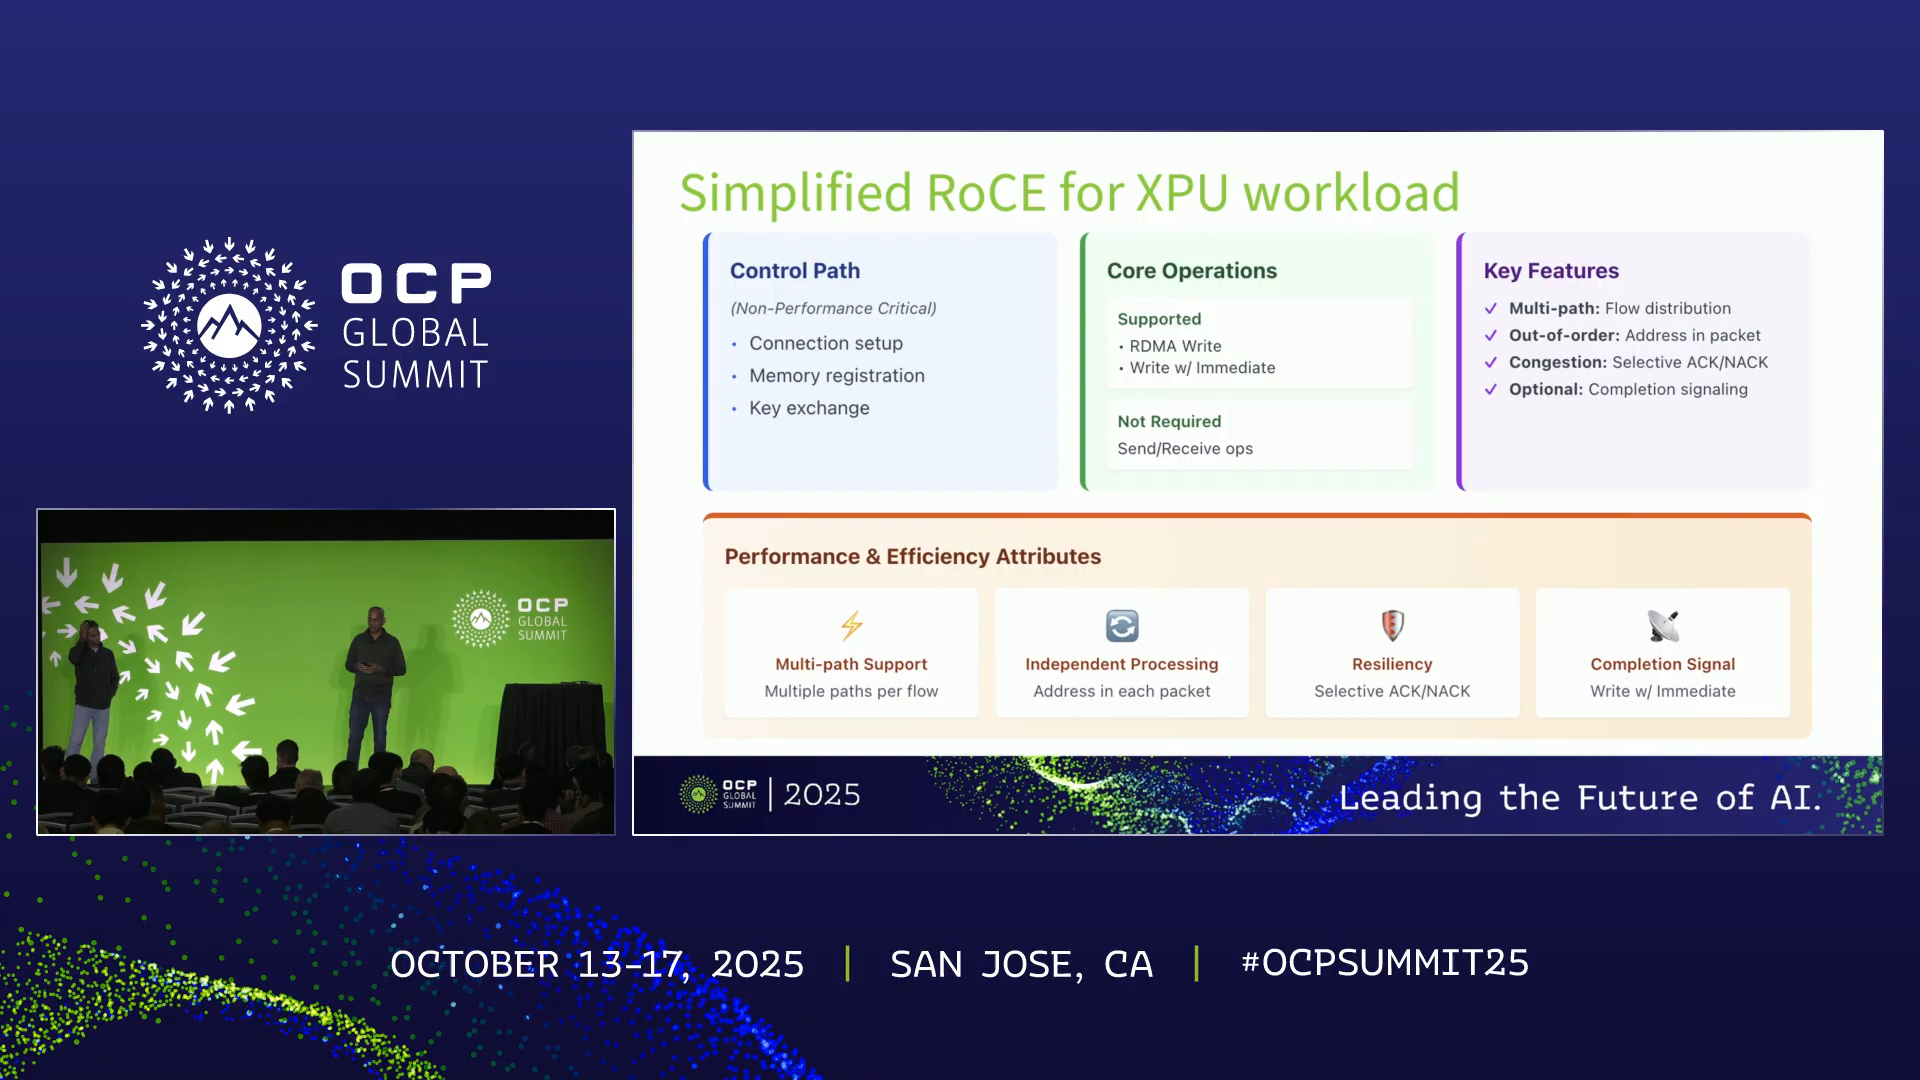 OCP
GLOBAL
SUMMIT
OCP
GLOBAL
SUMMIT
Simplified RoCE for XPU workload
Control Path
(Non-Performance Critical)
• Connection setup
• Memory registration
• Key exchange
Core Operations
Supported
• RDMA Write
• Write w/ Immediate
Not Required
Send/Receive ops
Key Features
✓ Multi-path: Flow distribution
✓ Out-of-order: Address in packet
✓ Congestion: Selective ACK/NACK
✓ Optional: Completion signaling
Performance & Efficiency Attributes
Multi-path Support
Multiple paths per flow
Independent Processing
Address in each packet
Resiliency
Selective ACK/NACK
Completion Signal
Write w/ Immediate
OCP
GLOBAL
SUMMIT
2025
Leading the Future of AI.
OCTOBER 13-17, 2025 | SAN JOSE, CA | #OCPSUMMIT25